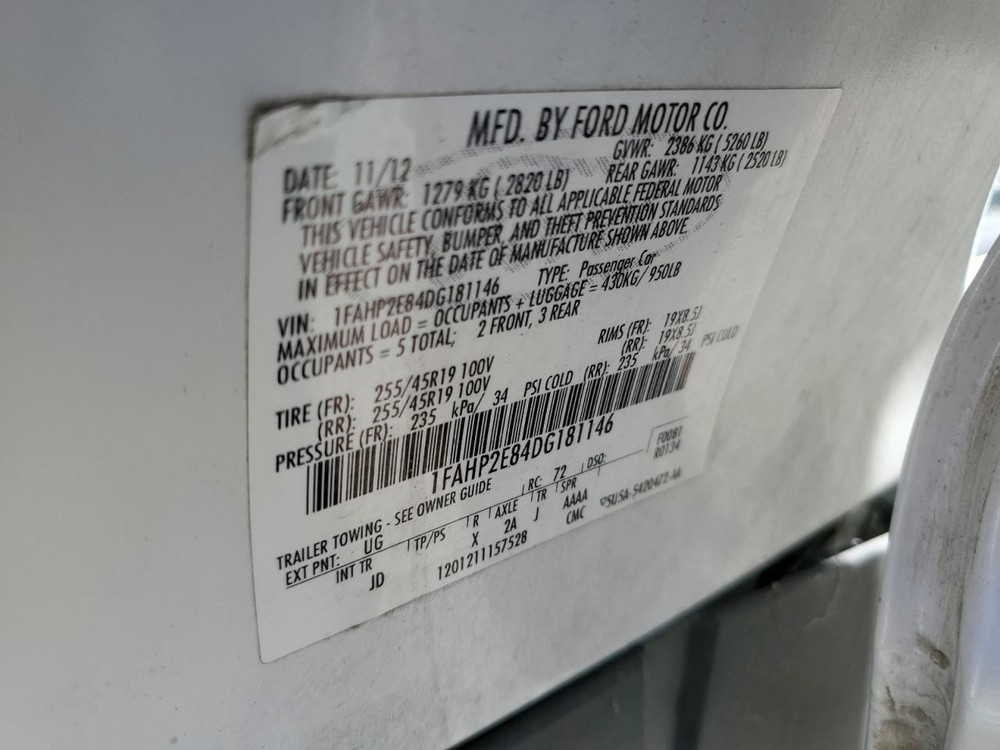 MFD. BY FORD MOTOR CO.
DATE: 11/12 GVWR: 2386 KG ( 5260 LB)
FRONT GAWR: 1279 KG ( 2820 LB) REAR GAWR: 1143 KG ( 2520 LB)
THIS VEHICLE CONFORMS TO ALL APPLICABLE FEDERAL MOTOR
VEHICLE SAFETY, BUMPER, AND THEFT PREVENTION STANDARDS
IN EFFECT ON THE DATE OF MANUFACTURE SHOWN ABOVE.
VIN: 1FAHP2E84DG181146 TYPE: Passenger Car
MAXIMUM LOAD = OCCUPANTS + LUGGAGE = 430KG/ 950LB
OCCUPANTS = 5 TOTAL; 2 FRONT, 3 REAR
TIRE (FR): 255/45R19 100V RIMS (FR): 19X8.5J
(RR): 255/45R19 100V (RR): 19X8.5J
PRESSURE (FR): 235 kPa/ 34 PSI COLD (RR): 235 kPa/ 34 PSI COLD
1FAHP2E84DG181146
F0081
R0134
TRAILER TOWING - SEE OWNER GUIDE RC: 72 DSO:
EXT PNT: UG TP/PS R AXLE TR SPR
INT TR X 2A J AAAA
JD 1201211157528 CMC
5U5A-5420472-AA